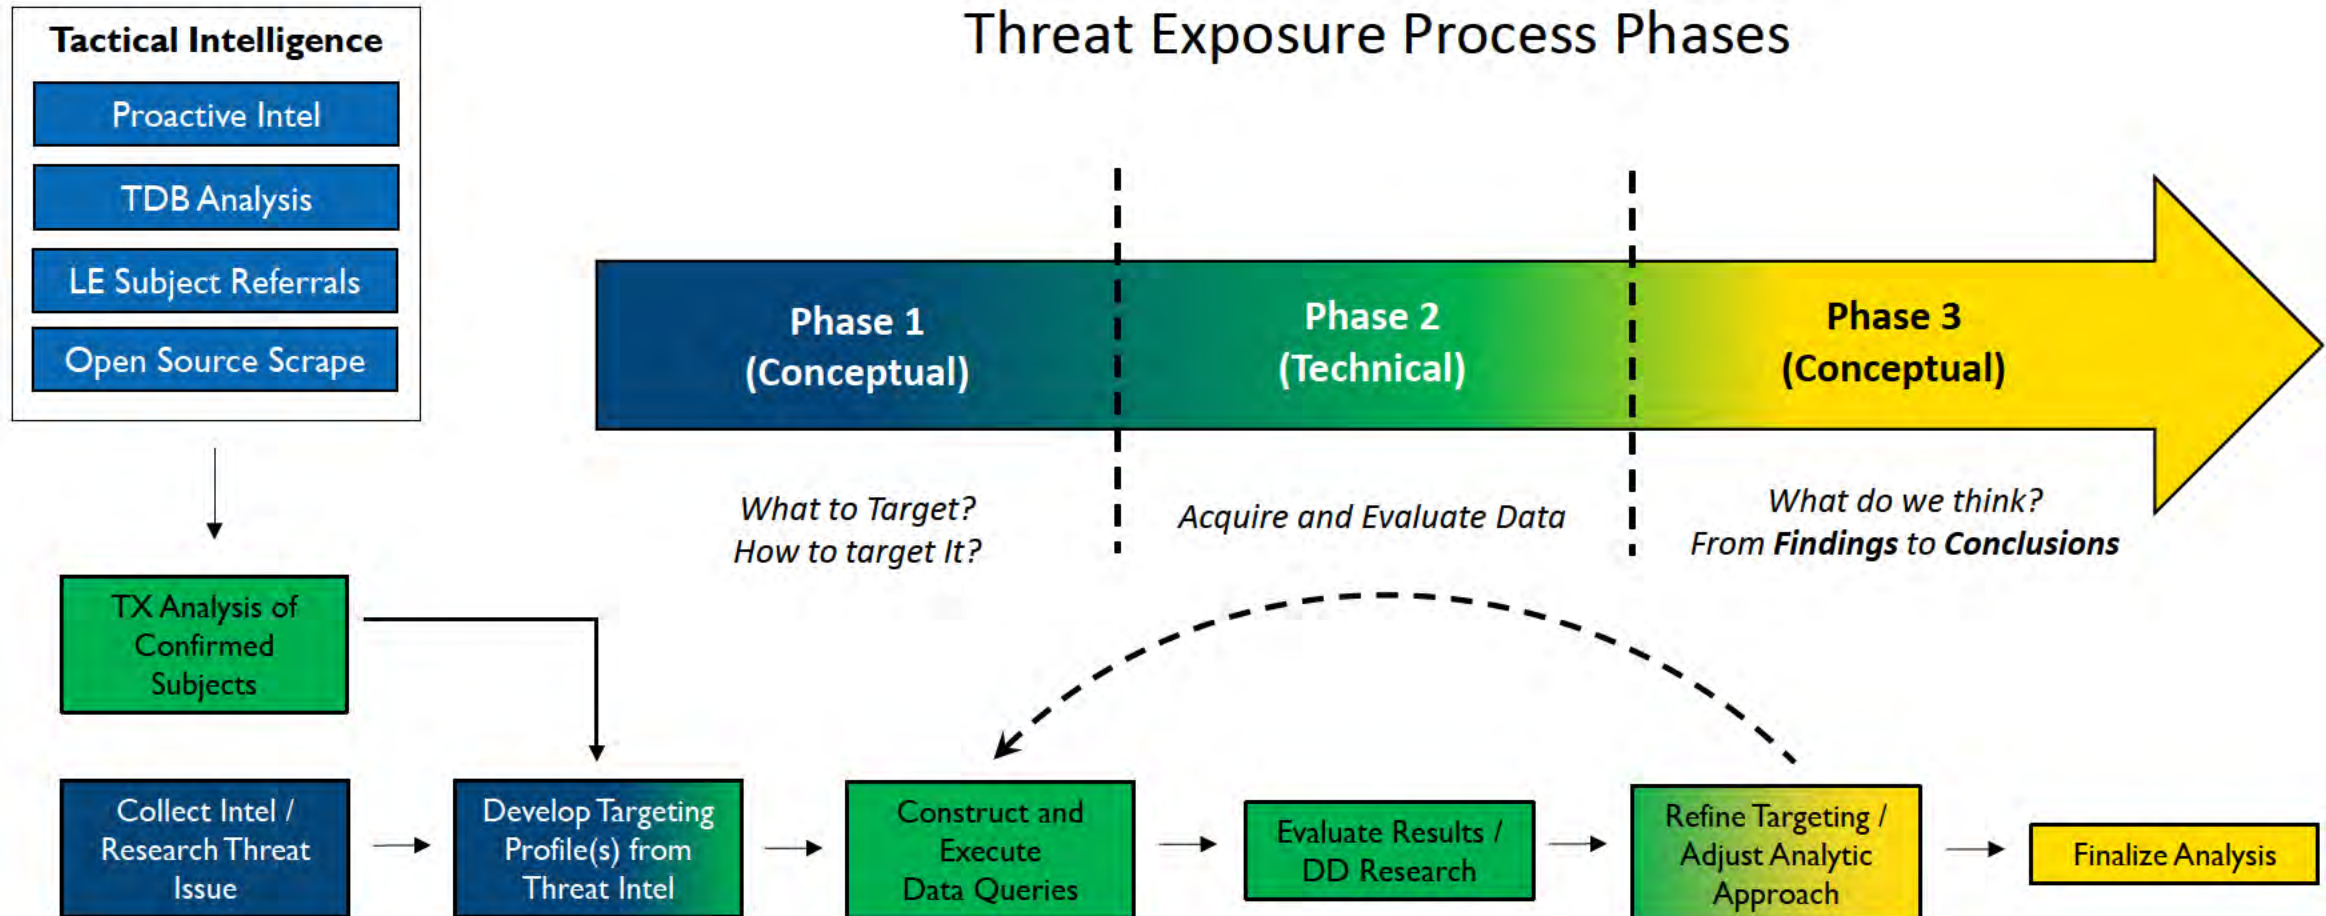 Threat Exposure Process Phases
Tactical Intelligence
Proactive Intel
TDB Analysis
LE Subject Referrals
Open Source Scrape
Phase 1
(Conceptual)
Phase 2
(Technical)
Phase 3
(Conceptual)
What to Target?
How to target It?
Acquire and Evaluate Data
What do we think?
From Findings to Conclusions
TX Analysis of
Confirmed
Subjects
Collect Intel /
Research Threat
Issue
Develop Targeting
Profile(s) from
Threat Intel
Construct and
Execute
Data Queries
Evaluate Results /
DD Research
Refine Targeting /
Adjust Analytic
Approach
Finalize Analysis